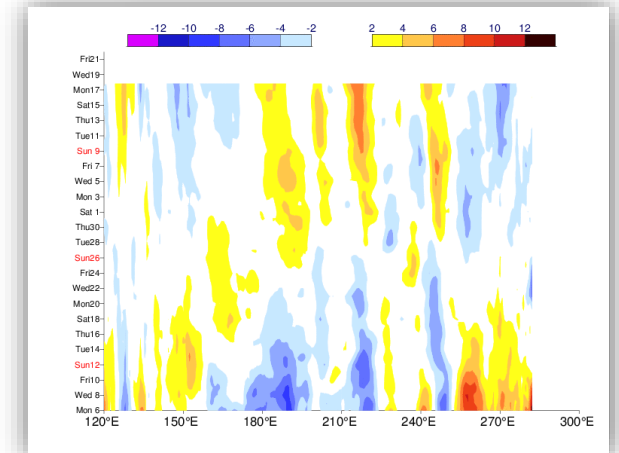 -12 -10 -8 -6 -4 -2 2 4 6 8 10 12
Fri21
Wed19
Mon17
Sat15
Thu13
Tue11
Sun 9
Fri 7
Wed 5
Mon 3
Sat 1
Thu30
Tue28
Sun26
Fri24
Wed22
Mon20
Sat18
Thu16
Tue14
Sun12
Fri10
Wed 8
Mon 6
120°E 150°E 180°E 210°E 240°E 270°E 300°E